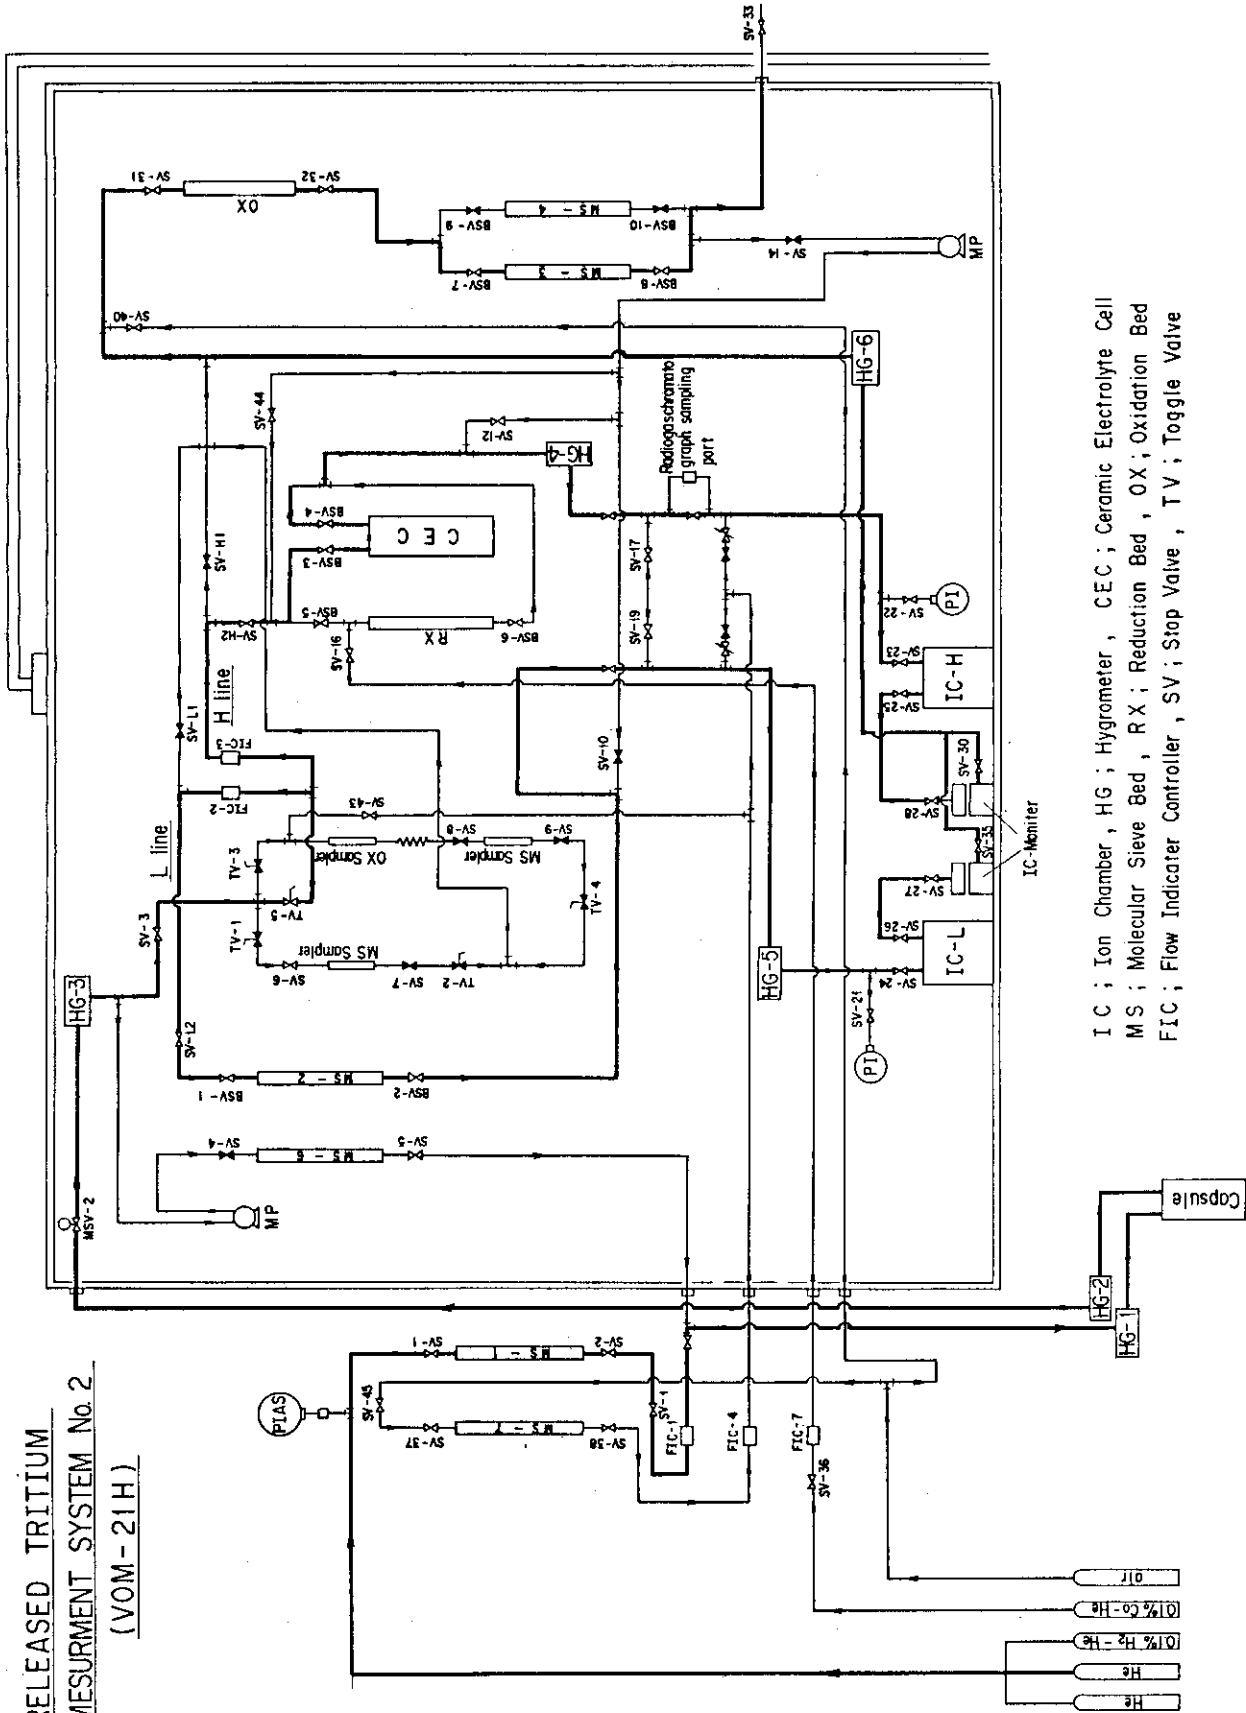 RELEASED TRITIUM
MESURMENT SYSTEM No. 2
(VOM-21H)
PIAS
SV-1
MS-1
SV-2
SV-45
SV-37
MS-7
SV-38
SV-1
FIC-1
FIC-4
FIC-7
SV-36
He
He
0.1% H2-He
0.1% Co-He
air
HG-1
HG-2
Capsule
MSV-2
HG-3
MP
SV-4
MS-6
SV-5
BSV-1
MS-2
BSV-2
SV-L2
SV-3
L line
TV-1
TV-5
TV-3
SV-6
MS Sampler
SV-7
TV-2
OX Sampler
SV-8
MS Sampler
SV-9
TV-4
SV-43
FIC-2
FIC-3
SV-L1
H line
SV-H2
SV-H1
SV-10
SV-16
BSV-5
RX
BSV-6
BSV-3
BSV-4
CEC
SV-44
SV-12
HG-4
SV-40
SV-31
OX
SV-32
BSV-9
MS-4
BSV-10
BSV-7
MS-3
BSV-8
SV-14
MP
SV-33
HG-6
Radiogaschromato
graph sampling
port
SV-17
SV-19
HG-5
SV-21
PI
SV-24
IC-L
SV-26
SV-27
SV-35
IC-Moniter
SV-28
SV-30
SV-25
SV-23
IC-H
SV-22
PI
IC ; Ion Chamber , HG ; Hygrometer , CEC ; Ceramic Electrolyte Cell
MS ; Molecular Sieve Bed , RX ; Reduction Bed , OX ; Oxidation Bed
FIC ; Flow Indicater Controller , SV ; Stop Valve , TV ; Toggle Valve